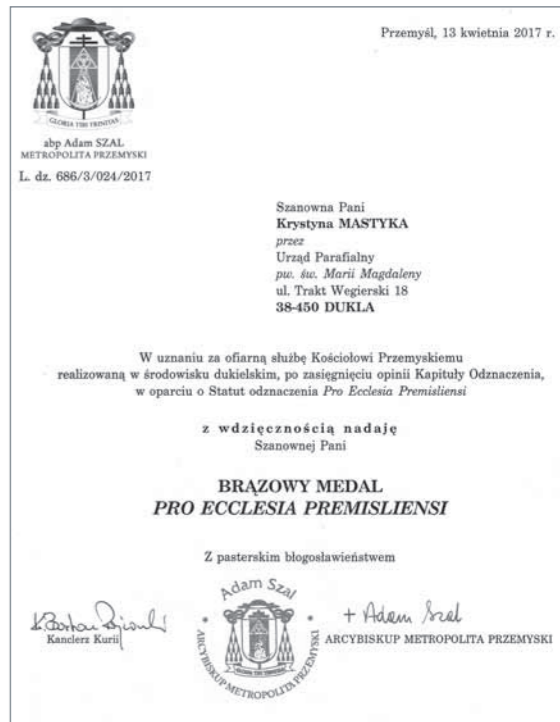 Przemyśl, 13 kwietnia 2017 r.
GLORIA TIBI TRINITAS
abp Adam SZAL
METROPOLITA PRZEMYSKI
L. dz. 686/3/024/2017
Szanowna Pani
Krystyna MASTYKA
przez
Urząd Parafialny
pw. św. Marii Magdaleny
ul. Trakt Wegierski 18
38-450 DUKLA
W uznaniu za ofiarną służbę Kościołowi Przemyskiemu
realizowaną w środowisku dukielskim, po zasięgnięciu opinii Kapituły Odznaczenia,
w oparciu o Statut odznaczenia Pro Ecclesia Premisliensi
z wdzięcznością nadaję
Szanownej Pani
BRĄZOWY MEDAL
PRO ECCLESIA PREMISLIENSI
Z pasterskim błogosławieństwem
Kanclerz Kurii
Adam Szal
ARCYBISKUP METROPOLITA PRZEMYSKI
+ Adam Szal
ARCYBISKUP METROPOLITA PRZEMYSKI